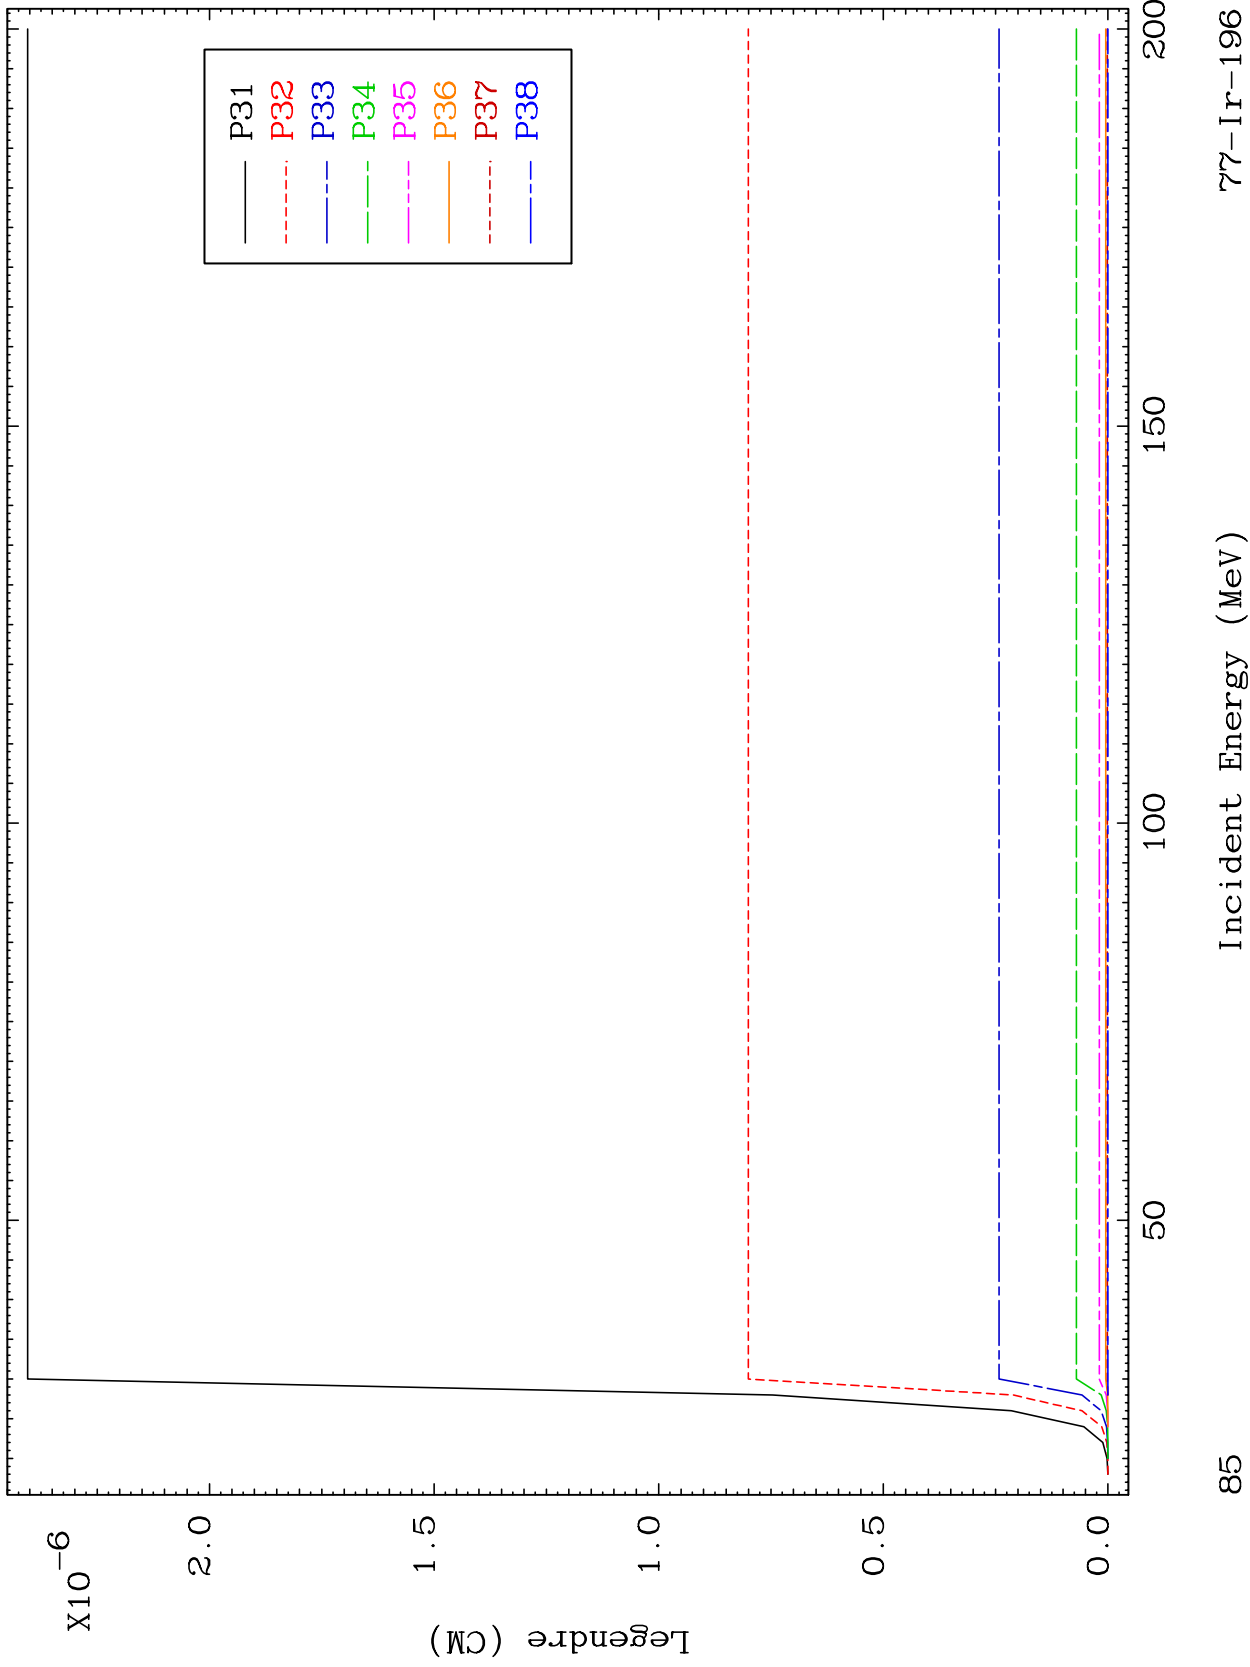 X10-6
Legendre (CM)
2.0
1.5
1.0
0.5
0.0
P31
P32
P33
P34
P35
P36
P37
P38
50
100
150
200
85
Incident Energy (MeV)
77-Ir-196